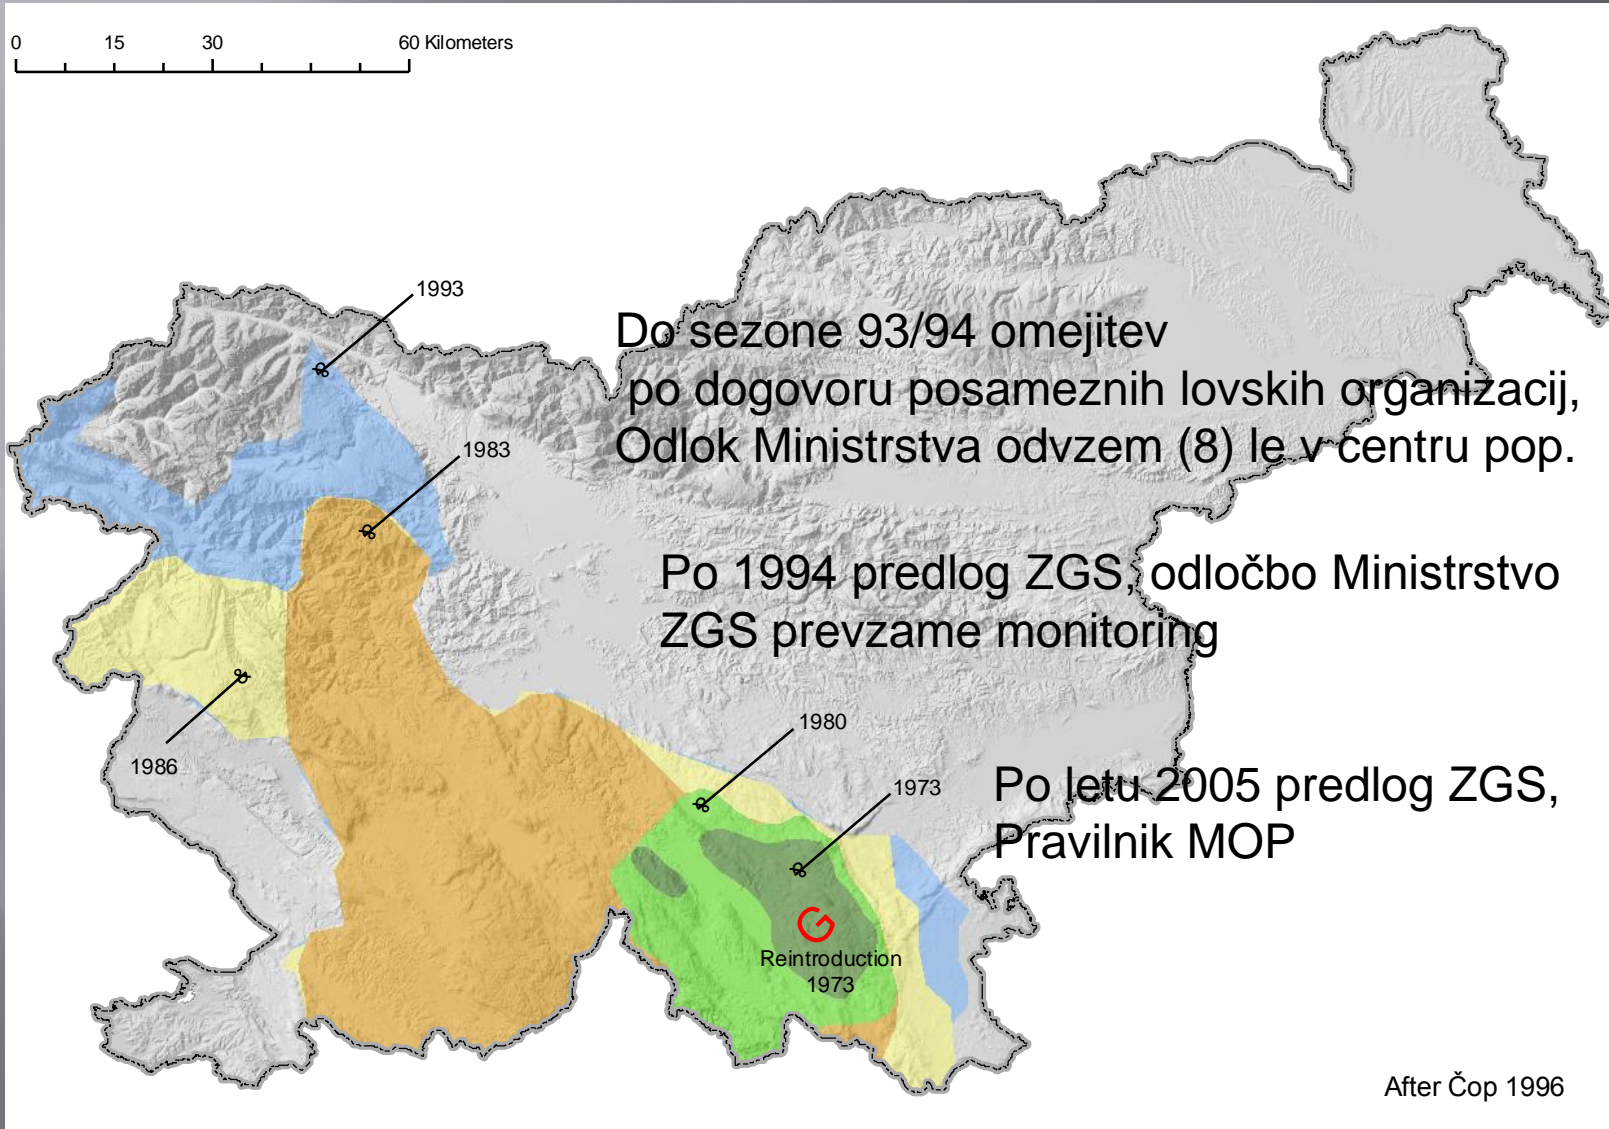 0 15 30 60 Kilometers
1993
Do sezone 93/94 omejitev
po dogovoru posameznih lovskih organizacij,
Odlok Ministrstva odvzem (8) le v centru pop.
1983
Po 1994 predlog ZGS, odločbo Ministrstvo
ZGS prevzame monitoring
1986
1980
1973
Po letu 2005 predlog ZGS,
Pravilnik MOP
Reintroduction
1973
After Čop 1996